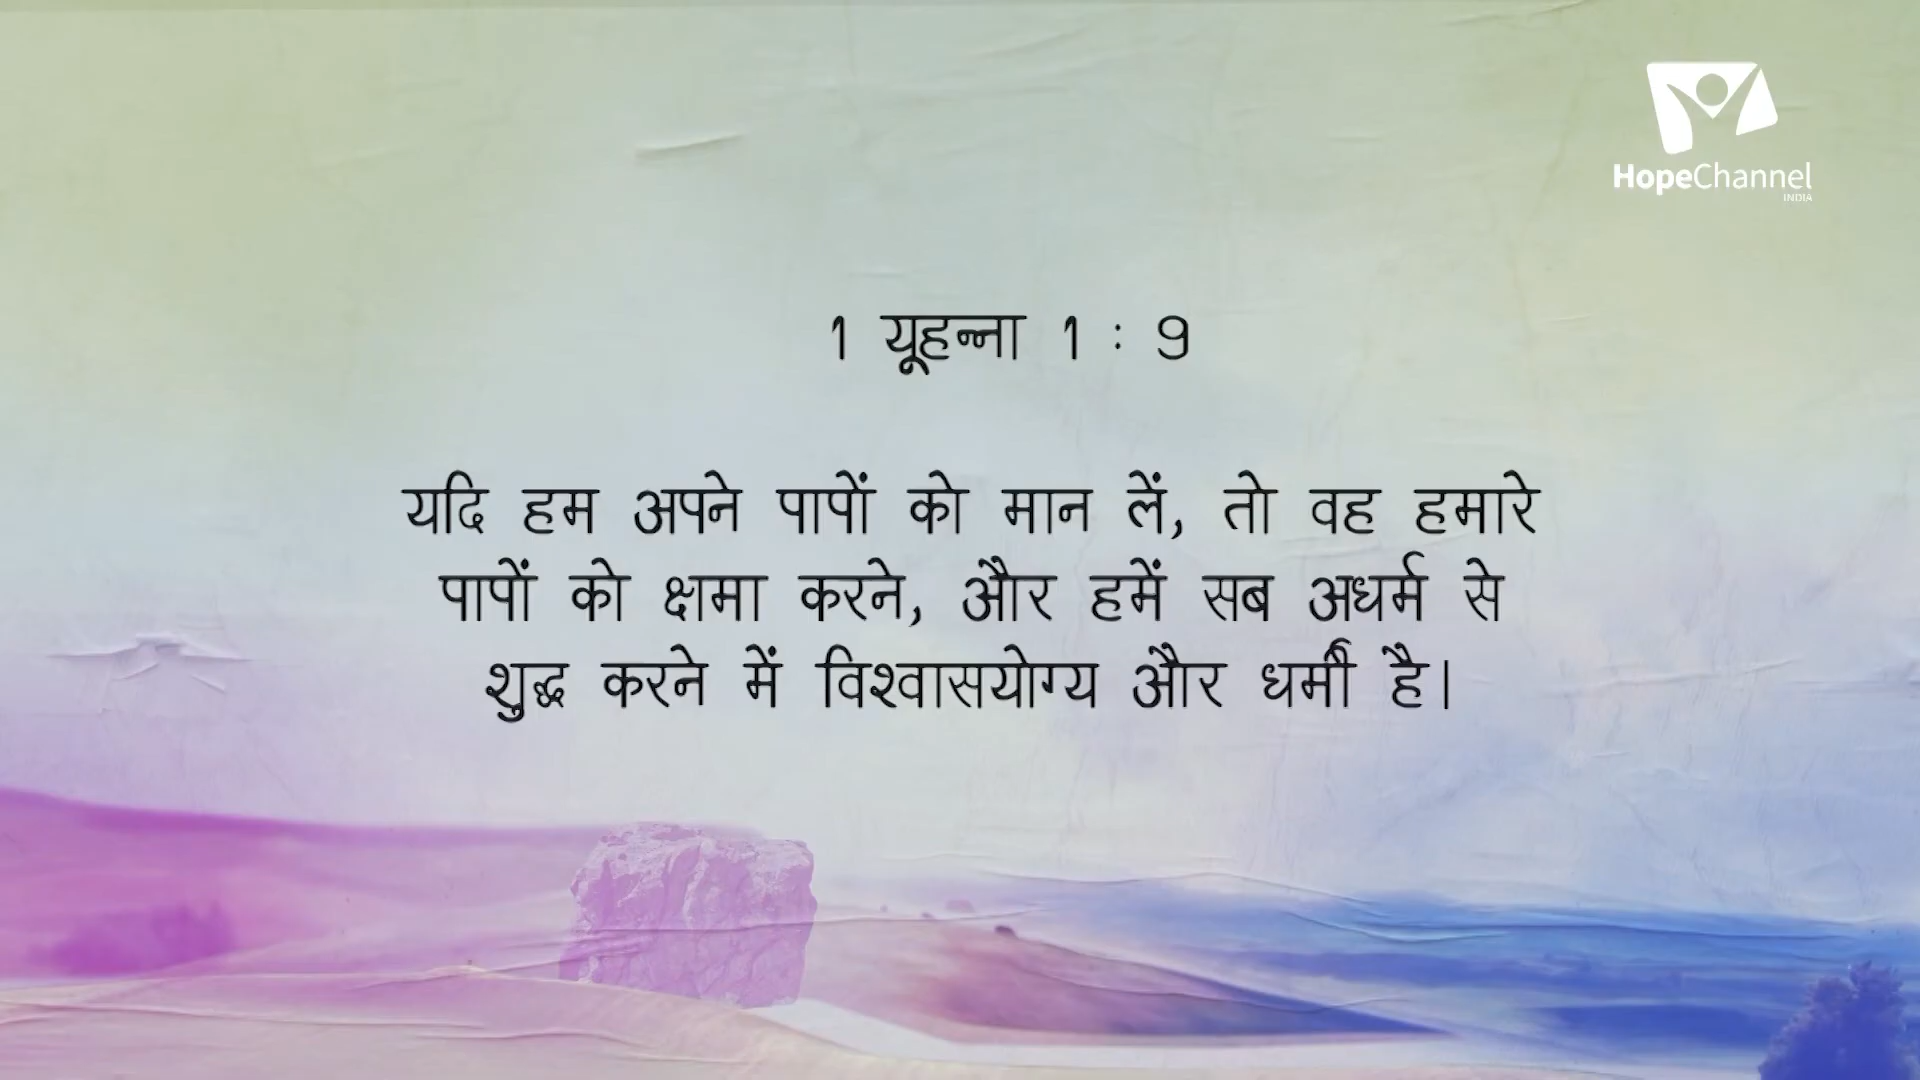 HopeChannel
INDIA
1 यूहन्ना 1 : 9
यदि हम अपने पापों को मान लें, तो वह हमारे
पापों को क्षमा करने, और हमें सब अधर्म से
शुद्ध करने में विश्वासयोग्य और धर्मी है।